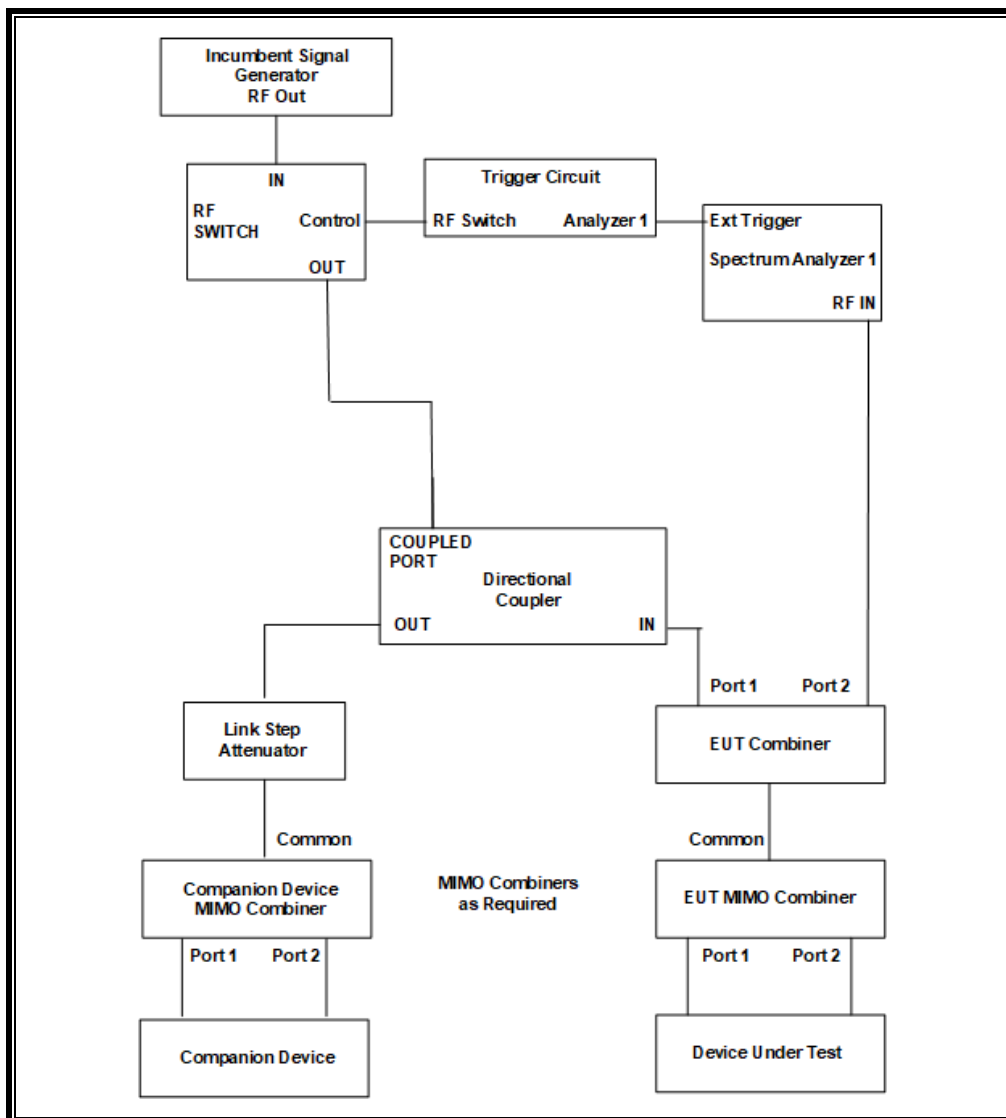 Incumbent Signal
Generator
RF Out
IN
RF
SWITCH
Control
OUT
Trigger Circuit
RF Switch
Analyzer 1
Ext Trigger
Spectrum Analyzer 1
RF IN
COUPLED
PORT
Directional
Coupler
OUT
IN
Port 1
Port 2
Link Step
Attenuator
EUT Combiner
Common
Common
Companion Device
MIMO Combiner
MIMO Combiners
as Required
EUT MIMO Combiner
Port 1
Port 2
Port 1
Port 2
Companion Device
Device Under Test